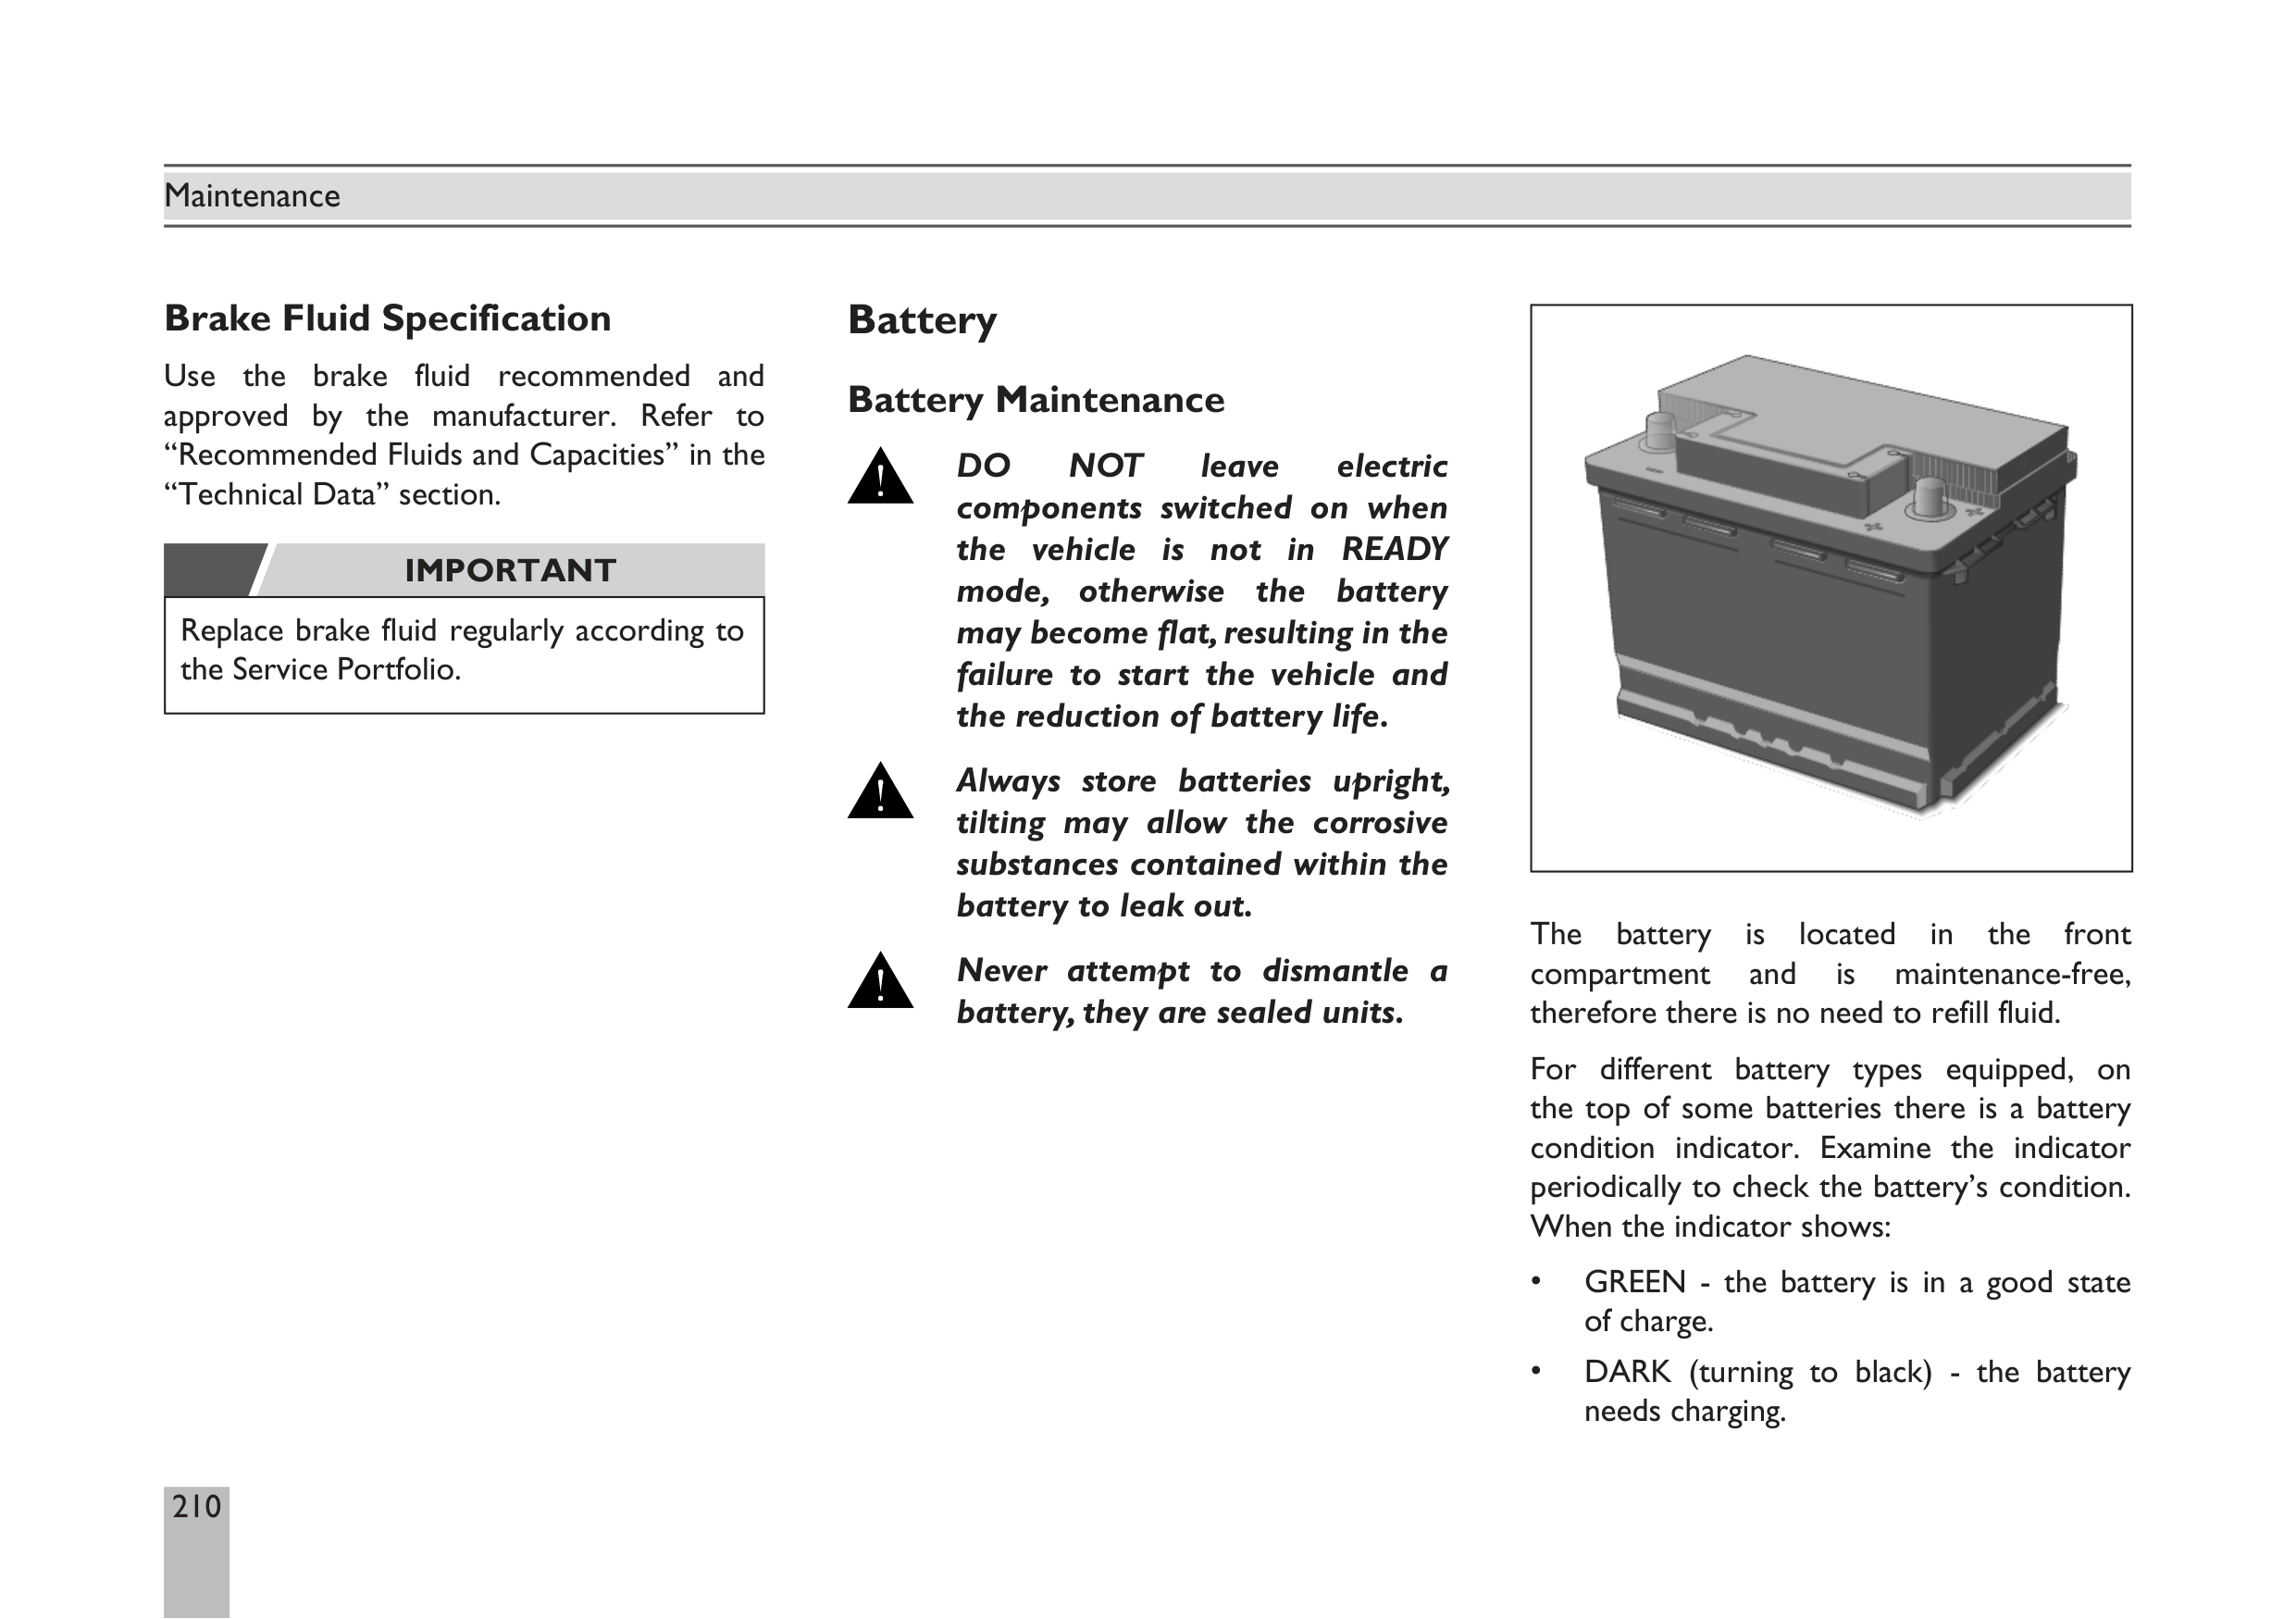 Maintenance
Brake Fluid Specification
Use the brake fluid recommended and
approved by the manufacturer. Refer to
“Recommended Fluids and Capacities” in the
“Technical Data” section.
IMPORTANT
Replace brake fluid regularly according to
the Service Portfolio.
Battery
Battery Maintenance
DO NOT leave electric
components switched on when
the vehicle is not in READY
mode, otherwise the battery
may become flat, resulting in the
failure to start the vehicle and
the reduction of battery life.
Always store batteries upright,
tilting may allow the corrosive
substances contained within the
battery to leak out.
Never attempt to dismantle a
battery, they are sealed units.
The battery is located in the front
compartment and is maintenance-free,
therefore there is no need to refill fluid.
For different battery types equipped, on
the top of some batteries there is a battery
condition indicator. Examine the indicator
periodically to check the battery’s condition.
When the indicator shows:
• GREEN - the battery is in a good state
of charge.
• DARK (turning to black) - the battery
needs charging.
210